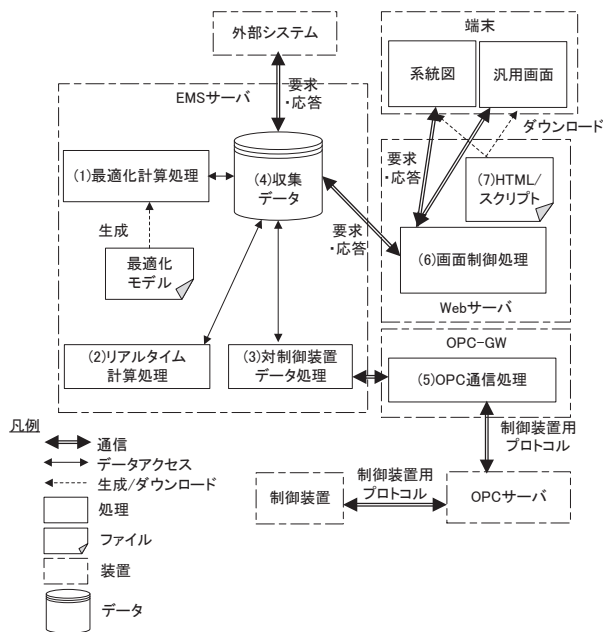 外部システム
端末
系統図
汎用画面
要求
・応答
EMSサーバ
ダウンロード
(1)最適化計算処理
(4)収集
データ
要求
・応答
(7)HTML/
スクリプト
生成
要求
・応答
最適化
モデル
(6)画面制御処理
Webサーバ
OPC-GW
(2)リアルタイム
計算処理
(3)対制御装置
データ処理
(5)OPC通信処理
凡例
通信
データアクセス
生成/ダウンロード
処理
ファイル
装置
データ
制御装置用
プロトコル
制御装置
制御装置用
プロトコル
OPCサーバ